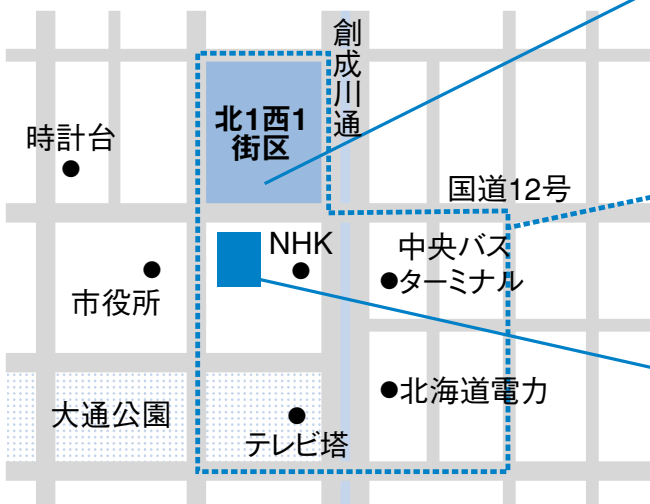 創成川通
北1西1
街区
時計台
国道12号
NHK
中央バス
ターミナル
市役所
北海道電力
大通公園
テレビ塔